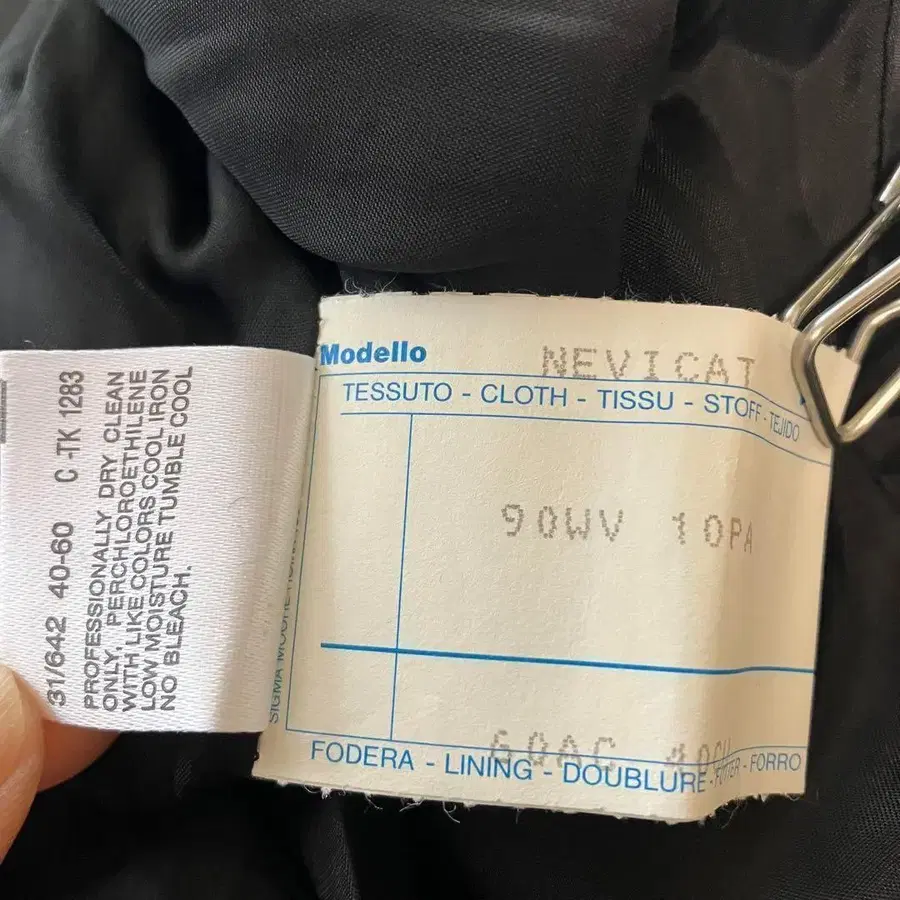 31/642 40-60 C -TK 1283
PROFESSIONALLY DRY CLEAN
ONLY, PERCHLOROETHILENE
WITH LIKE COLORS COOL IRON
LOW MOISTURE TUMBLE COOL
NO BLEACH.
Modello NEVICAT
TESSUTO - CLOTH - TISSU - STOFF - TEJIDO
90WV 10PA
60AC
FODERA - LINING - DOUBLURE - FUTTER - FORRO